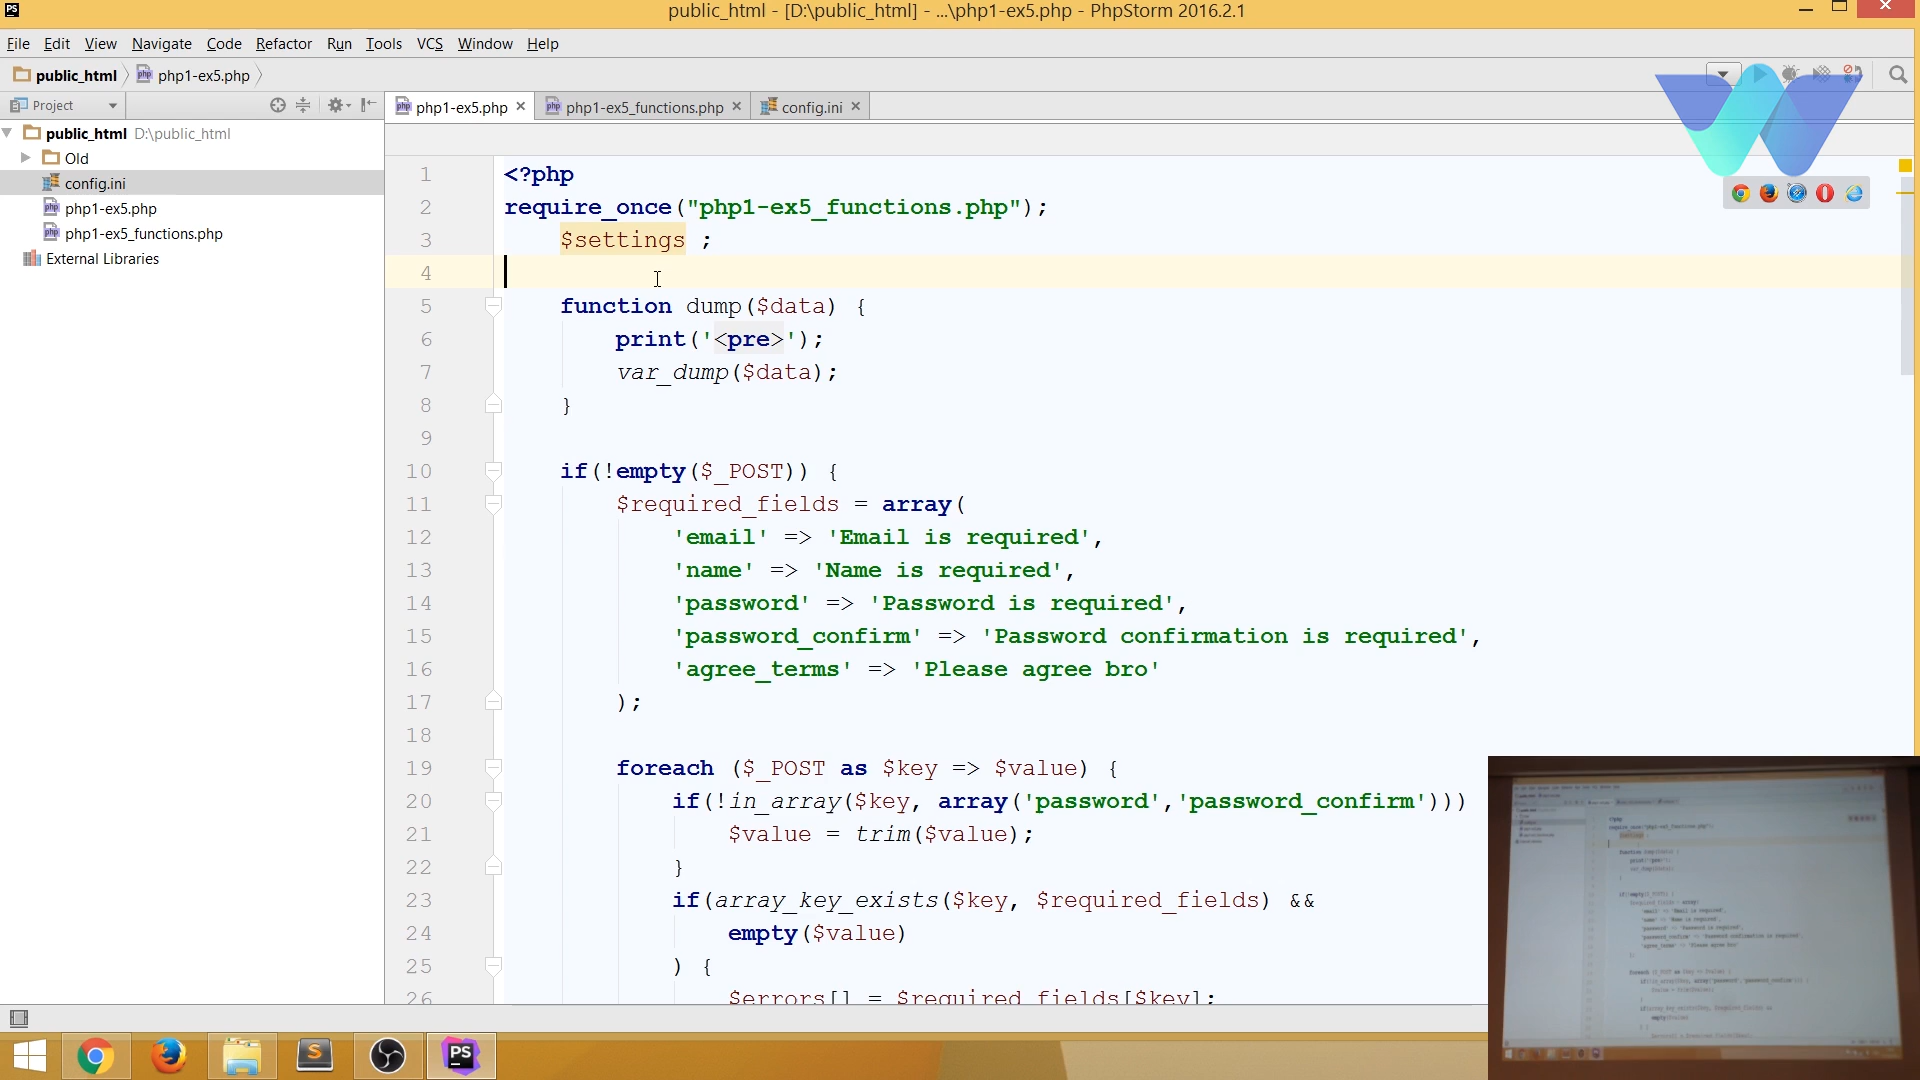 public_html - [D:\public_html] - ...\php1-ex5.php - PhpStorm 2016.2.1
File Edit View Navigate Code Refactor Run Tools VCS Window Help
public_html php1-ex5.php
Project
php1-ex5.php php1-ex5_functions.php config.ini
public_html D:\public_html
Old
config.ini
php1-ex5.php
php1-ex5_functions.php
External Libraries
1 <?php
2 require_once("php1-ex5_functions.php");
3 $settings ;
4
5 function dump($data) {
6 print('<pre>');
7 var_dump($data);
8 }
9
10 if(!empty($_POST)) {
11 $required_fields = array(
12 'email' => 'Email is required',
13 'name' => 'Name is required',
14 'password' => 'Password is required',
15 'password_confirm' => 'Password confirmation is required',
16 'agree_terms' => 'Please agree bro'
17 );
18
19 foreach ($_POST as $key => $value) {
20 if(!in_array($key, array('password','password_confirm')))
21 $value = trim($value);
22 }
23 if(array_key_exists($key, $required_fields) &&
24 empty($value)
25 ) {
26 $errors[] = $required_fields[$key];